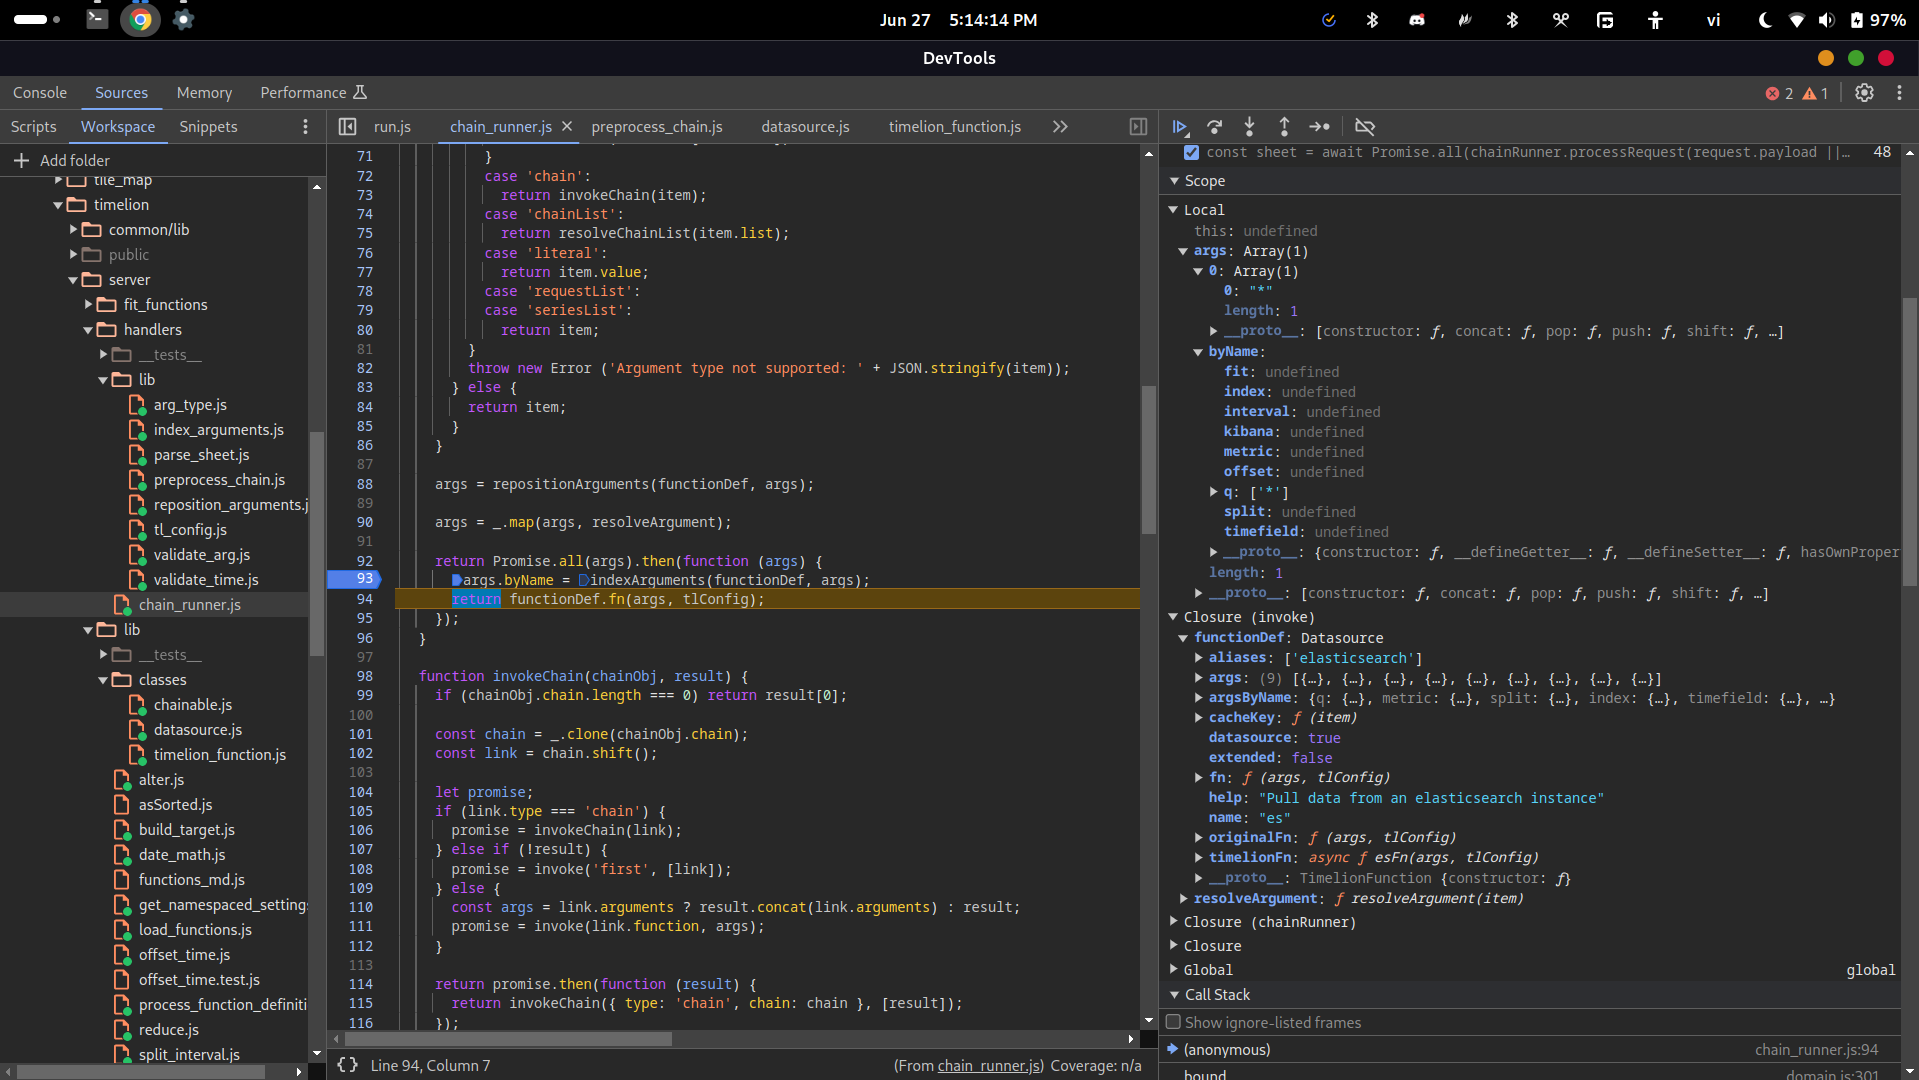 Jun 27 5:14:14 PM
vi
97%
DevTools
Console Sources Memory Performance
2 1
Scripts Workspace Snippets
run.js chain_runner.js preprocess_chain.js datasource.js timelion_function.js
Add folder
tile_map
timelion
common/lib
public
server
fit_functions
handlers
__tests__
lib
arg_type.js
index_arguments.js
parse_sheet.js
preprocess_chain.js
reposition_arguments.j
tl_config.js
validate_arg.js
validate_time.js
chain_runner.js
lib
__tests__
classes
chainable.js
datasource.js
timelion_function.js
alter.js
asSorted.js
build_target.js
date_math.js
functions_md.js
get_namespaced_setting
load_functions.js
offset_time.js
offset_time.test.js
process_function_definiti
reduce.js
split_interval.js
71 }
72 case 'chain':
73 return invokeChain(item);
74 case 'chainList':
75 return resolveChainList(item.list);
76 case 'literal':
77 return item.value;
78 case 'requestList':
79 case 'seriesList':
80 return item;
81 }
82 throw new Error ('Argument type not supported: ' + JSON.stringify(item));
83 } else {
84 return item;
85 }
86 }
87
88 args = repositionArguments(functionDef, args);
89
90 args = _.map(args, resolveArgument);
91
92 return Promise.all(args).then(function (args) {
93 args.byName = indexArguments(functionDef, args);
94 return functionDef.fn(args, tlConfig);
95 });
96 }
97
98 function invokeChain(chainObj, result) {
99 if (chainObj.chain.length === 0) return result[0];
100
101 const chain = _.clone(chainObj.chain);
102 const link = chain.shift();
103
104 let promise;
105 if (link.type === 'chain') {
106 promise = invokeChain(link);
107 } else if (!result) {
108 promise = invoke('first', [link]);
109 } else {
110 const args = link.arguments ? result.concat(link.arguments) : result;
111 promise = invoke(link.function, args);
112 }
113
114 return promise.then(function (result) {
115 return invokeChain({ type: 'chain', chain: chain }, [result]);
116 });
{ } Line 94, Column 7 (From chain_runner.js) Coverage: n/a
const sheet = await Promise.all(chainRunner.processRequest(request.payload ||… 48
Scope
Local
this: undefined
args: Array(1)
0: Array(1)
0: "*"
length: 1
__proto__: [constructor: ƒ, concat: ƒ, pop: ƒ, push: ƒ, shift: ƒ, …]
byName:
fit: undefined
index: undefined
interval: undefined
kibana: undefined
metric: undefined
offset: undefined
q: ['*']
split: undefined
timefield: undefined
__proto__: {constructor: ƒ, __defineGetter__: ƒ, __defineSetter__: ƒ, hasOwnProper
length: 1
__proto__: [constructor: ƒ, concat: ƒ, pop: ƒ, push: ƒ, shift: ƒ, …]
Closure (invoke)
functionDef: Datasource
aliases: ['elasticsearch']
args: (9) [{…}, {…}, {…}, {…}, {…}, {…}, {…}, {…}, {…}]
argsByName: {q: {…}, metric: {…}, split: {…}, index: {…}, timefield: {…}, …}
cacheKey: ƒ (item)
datasource: true
extended: false
fn: ƒ (args, tlConfig)
help: "Pull data from an elasticsearch instance"
name: "es"
originalFn: ƒ (args, tlConfig)
timelionFn: async ƒ esFn(args, tlConfig)
__proto__: TimelionFunction {constructor: ƒ}
resolveArgument: ƒ resolveArgument(item)
Closure (chainRunner)
Closure
Global global
Call Stack
Show ignore-listed frames
(anonymous) chain_runner.js:94
bound domain.js:301